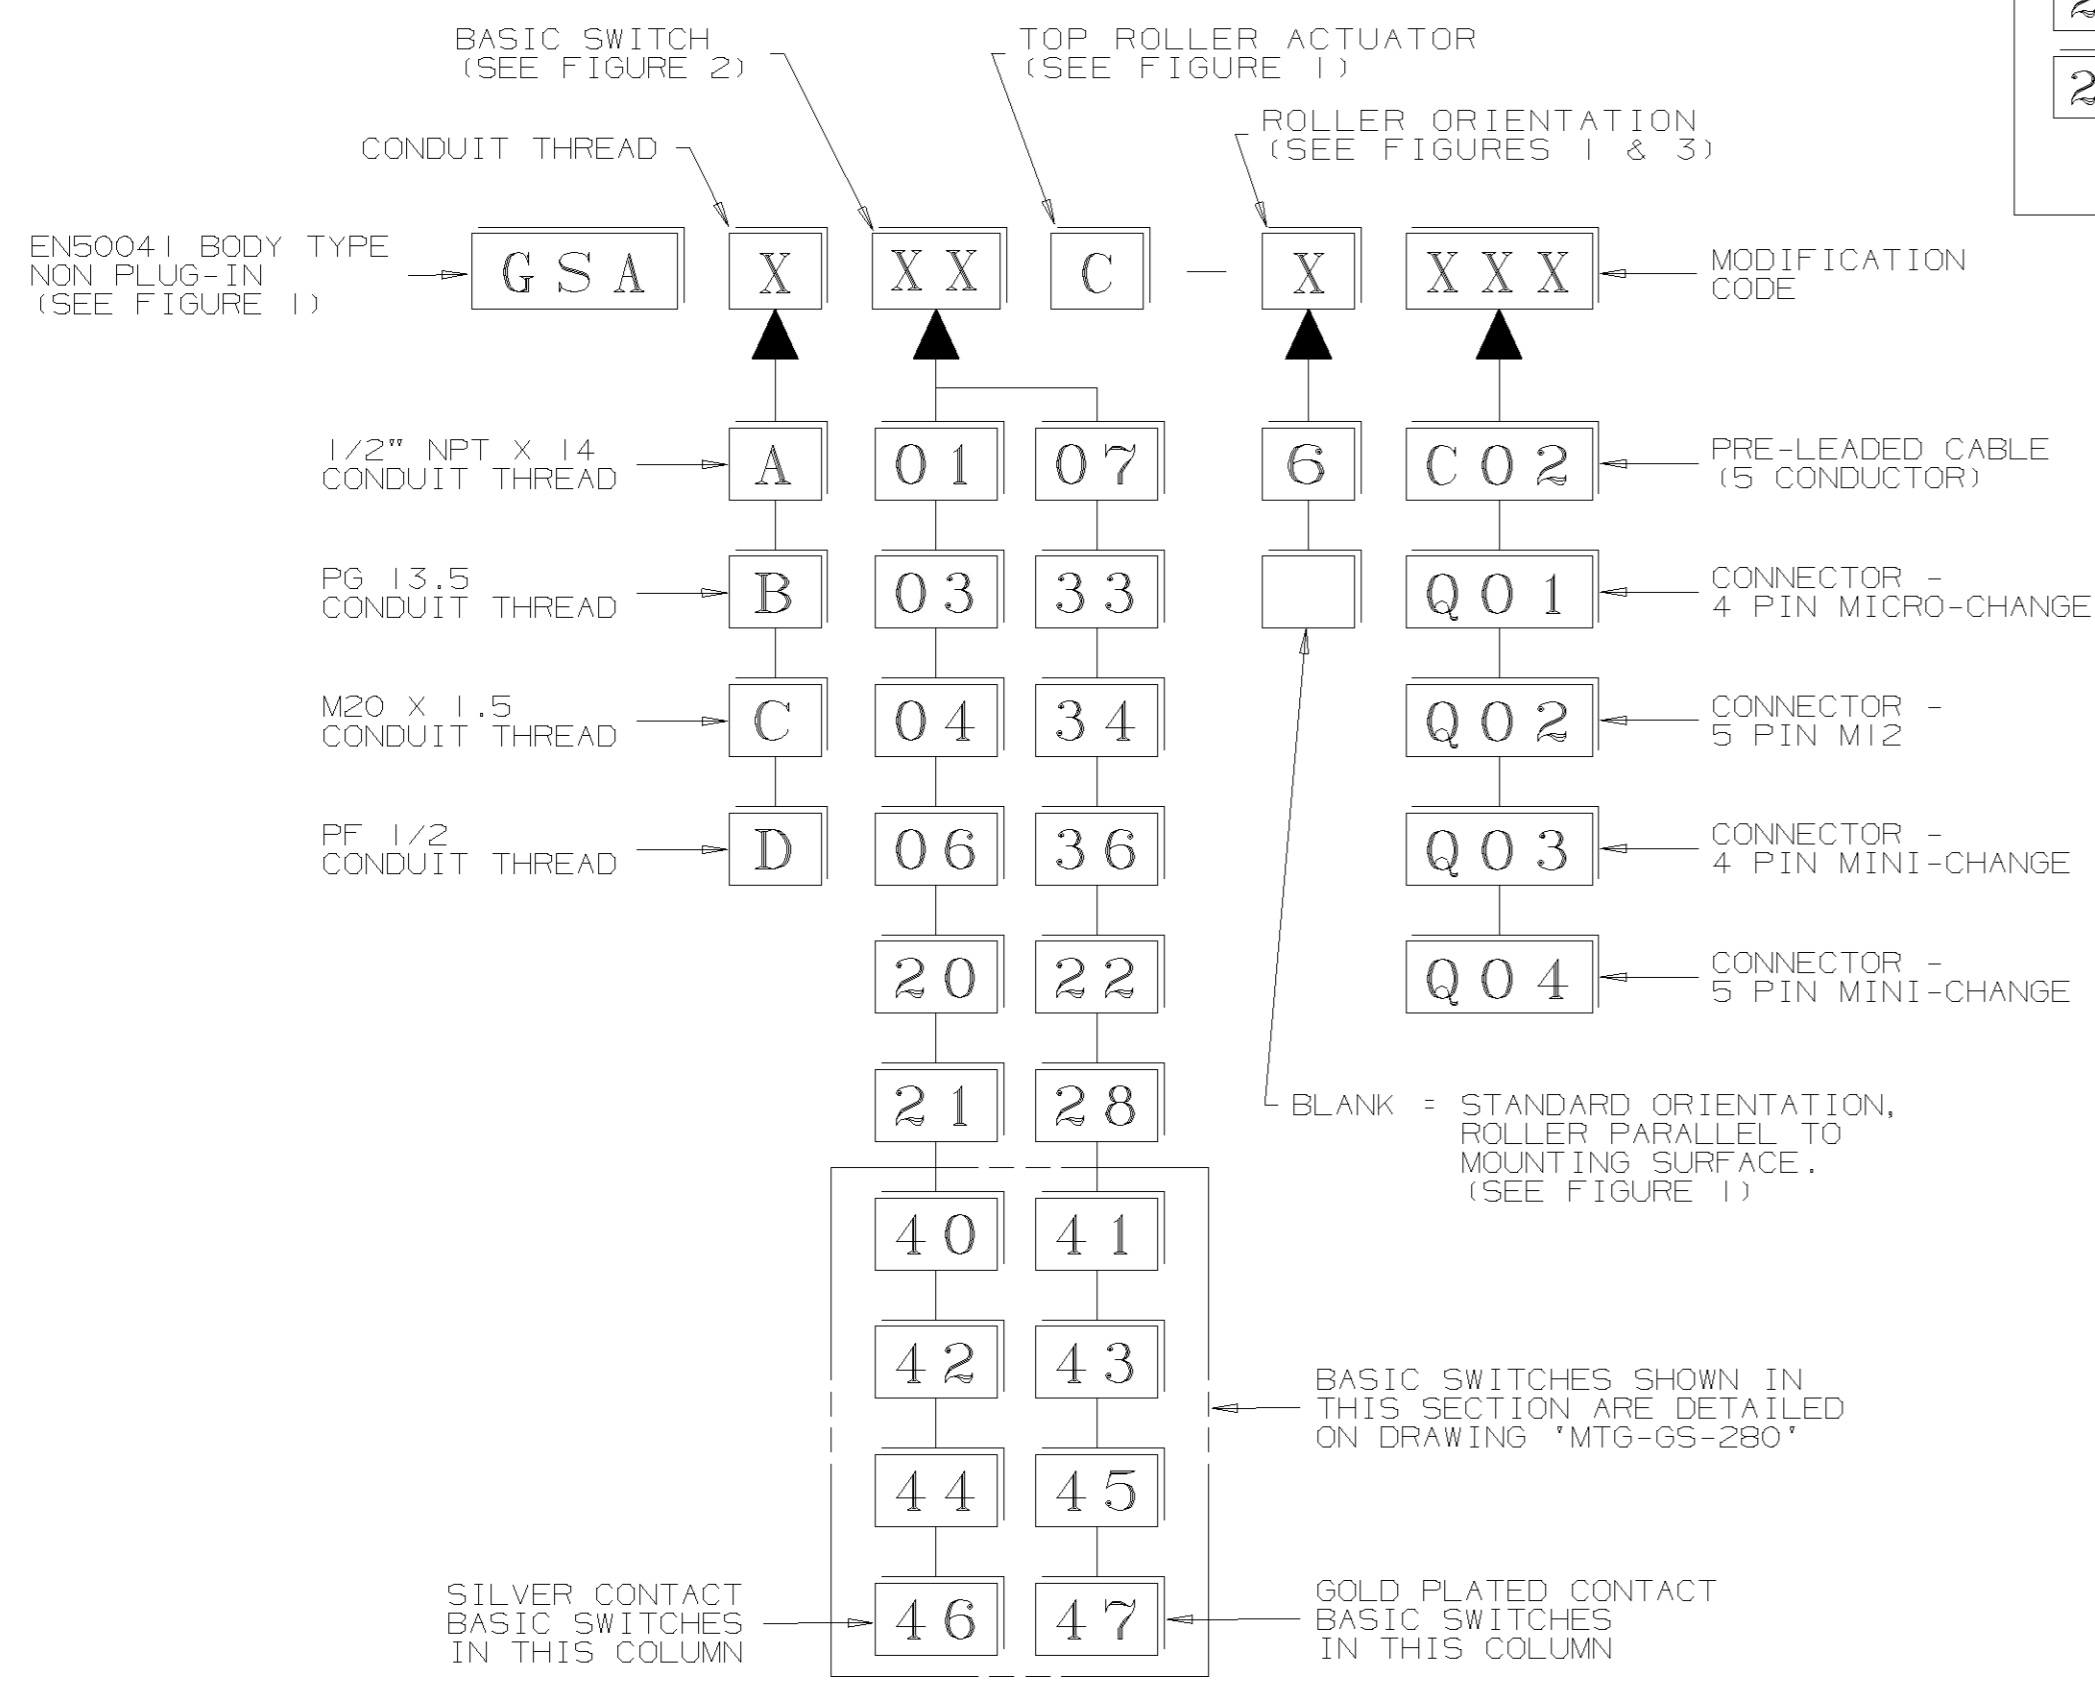 BASIC SWITCH
(SEE FIGURE 2)
TOP ROLLER ACTUATOR
(SEE FIGURE 1)
CONDUIT THREAD
ROLLER ORIENTATION
(SEE FIGURES 1 & 3)
EN50041 BODY TYPE
NON PLUG-IN
(SEE FIGURE 1)
GSA X XX C - X XXX
MODIFICATION
CODE
1/2" NPT X 14
CONDUIT THREAD
A 01 07 6 C02
PRE-LEADED CABLE
(5 CONDUCTOR)
PG 13.5
CONDUIT THREAD
B 03 33 Q01
CONNECTOR -
4 PIN MICRO-CHANGE
M20 X 1.5
CONDUIT THREAD
C 04 34 Q02
CONNECTOR -
5 PIN M12
PF 1/2
CONDUIT THREAD
D 06 36 Q03
CONNECTOR -
4 PIN MINI-CHANGE
20 22 Q04
CONNECTOR -
5 PIN MINI-CHANGE
21 28
BLANK = STANDARD ORIENTATION,
ROLLER PARALLEL TO
MOUNTING SURFACE.
(SEE FIGURE 1)
40 41
42 43
BASIC SWITCHES SHOWN IN
THIS SECTION ARE DETAILED
ON DRAWING 'MTG-GS-280'
44 45
SILVER CONTACT
BASIC SWITCHES
IN THIS COLUMN
46 47
GOLD PLATED CONTACT
BASIC SWITCHES
IN THIS COLUMN